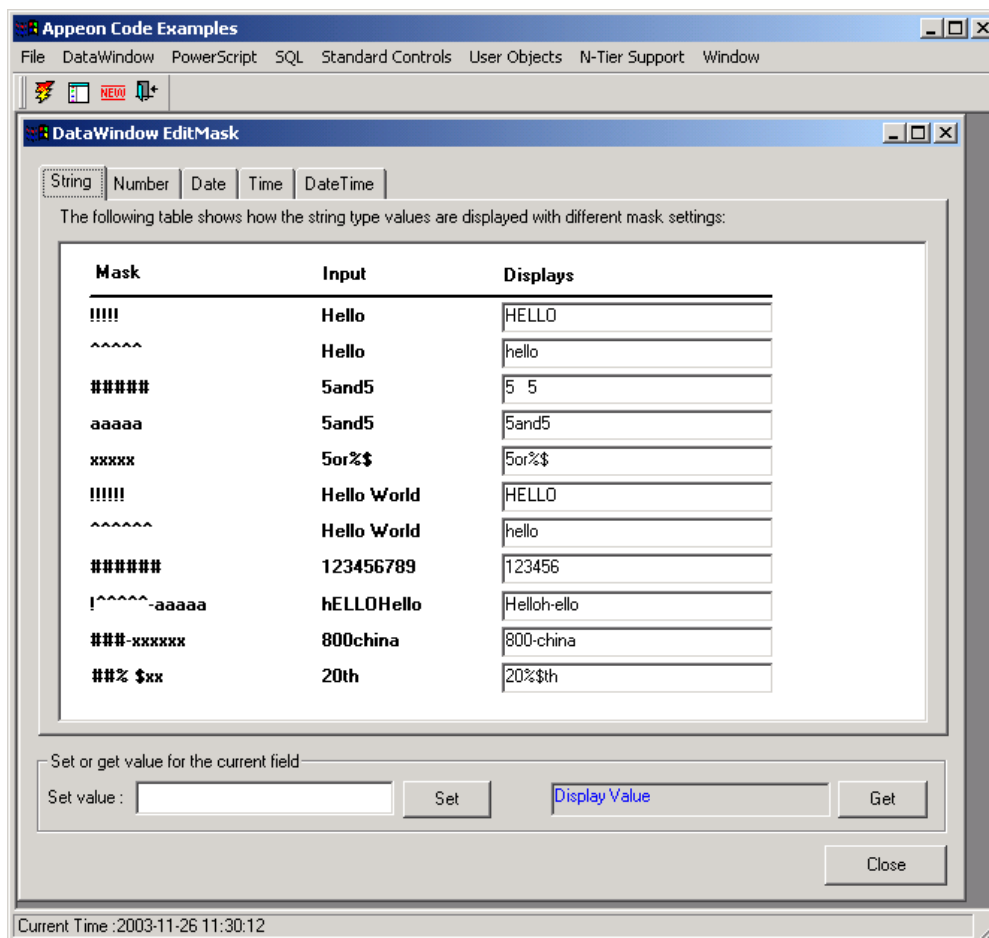 Appeon Code Examples
File DataWindow PowerScript SQL Standard Controls User Objects N-Tier Support Window
NEW
DataWindow EditMask
String Number Date Time DateTime
The following table shows how the string type values are displayed with different mask settings:
Mask Input Displays
!!!!! Hello HELLO
^^^^^ Hello hello
##### 5and5 5   5
aaaaa 5and5 5and5
xxxxx 5or%$ 5or%$
!!!!!! Hello World HELLO
^^^^^^ Hello World hello
###### 123456789 123456
!^^^^^-aaaaa hELLOHello Helloh-ello
###-xxxxxx 800china 800-china
##% $xx 20th 20%$th
Set or get value for the current field
Set value : Set Display Value Get
Close
Current Time :2003-11-26 11:30:12